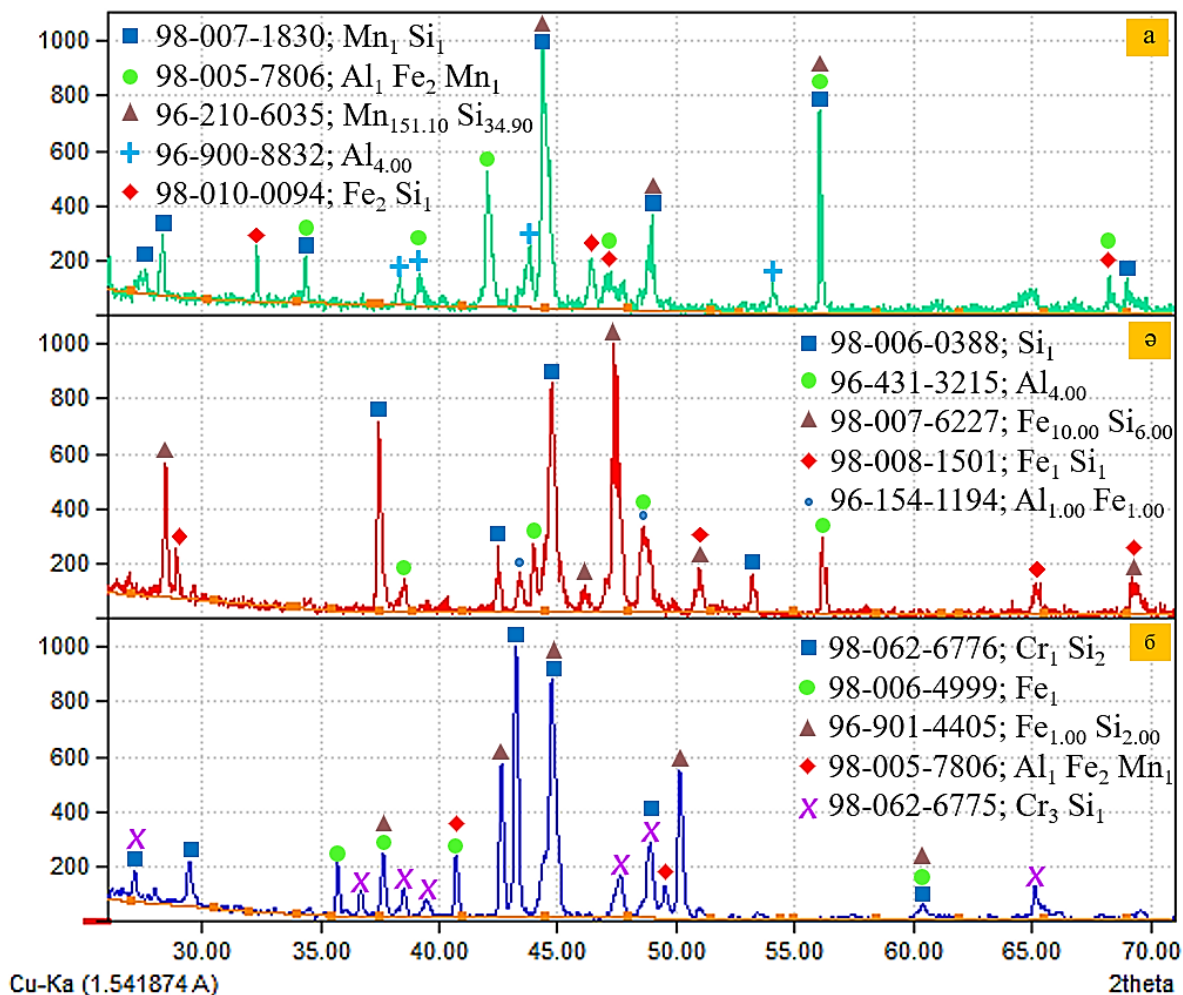 1000
800
600
400
200
98-007-1830; Mn1 Si1
98-005-7806; Al1 Fe2 Mn1
96-210-6035; Mn151.10 Si34.90
96-900-8832; Al4.00
98-010-0094; Fe2 Si1
а
1000
800
600
400
200
98-006-0388; Si1
96-431-3215; Al4.00
98-007-6227; Fe10.00 Si6.00
98-008-1501; Fe1 Si1
96-154-1194; Al1.00 Fe1.00
ә
1000
800
600
400
200
98-062-6776; Cr1 Si2
98-006-4999; Fe1
96-901-4405; Fe1.00 Si2.00
98-005-7806; Al1 Fe2 Mn1
98-062-6775; Cr3 Si1
б
30.00 35.00 40.00 45.00 50.00 55.00 60.00 65.00 70.00
Cu-Ka (1.541874 A) 2theta